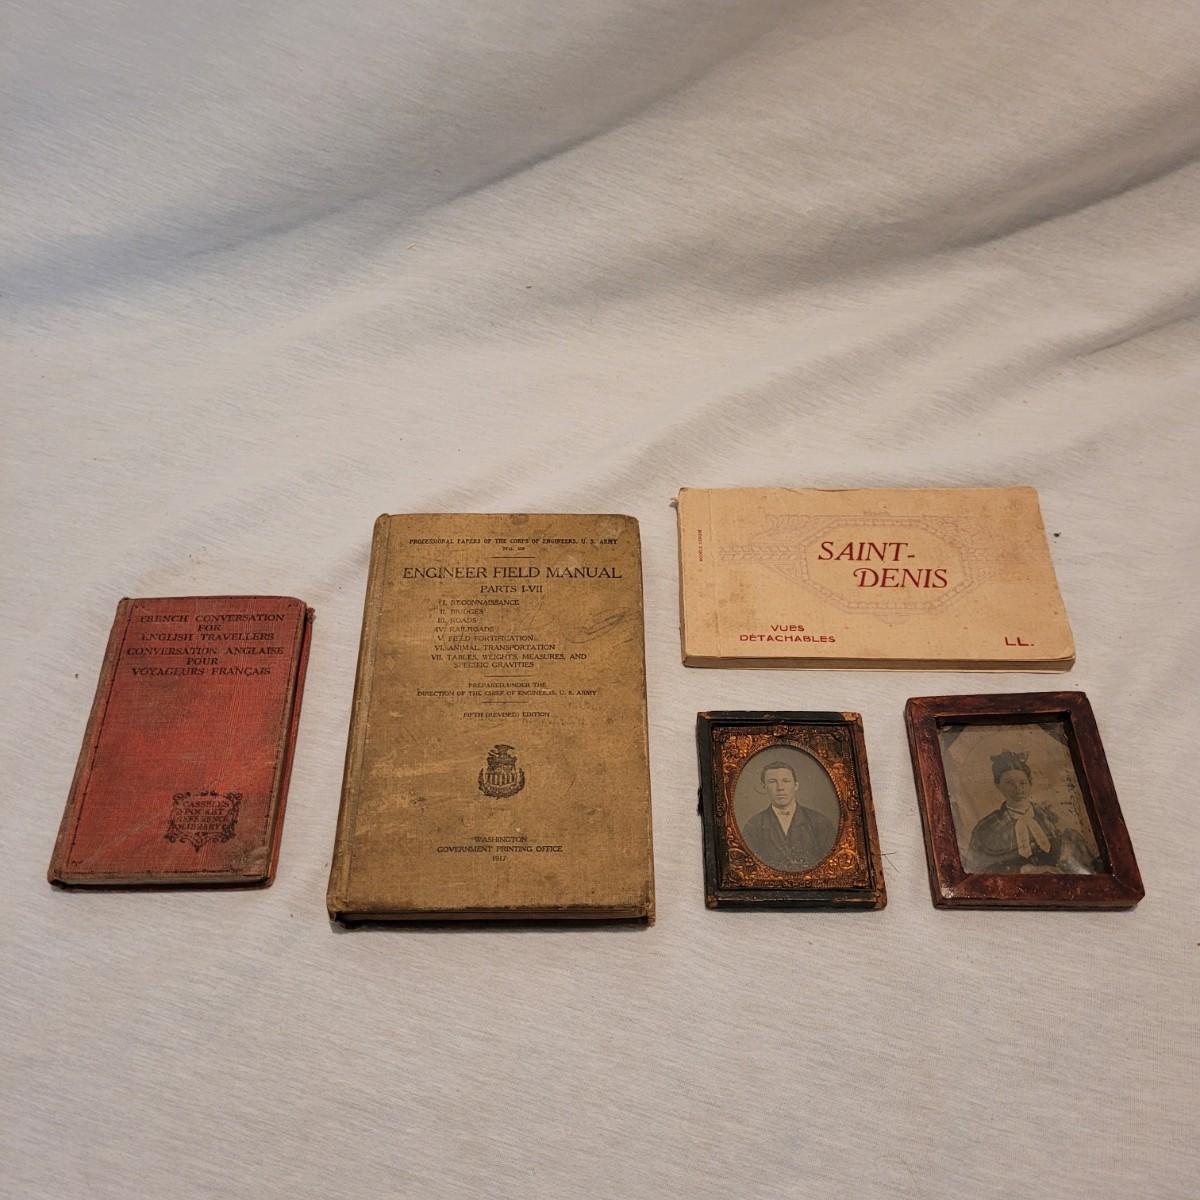 FRENCH CONVERSATION
FOR
ENGLISH TRAVELLERS
CONVERSATION ANGLAISE
POUR
VOYAGEURS FRANÇAIS
CASSELL'S
POCKET
REFERENCE
LIBRARY
PROFESSIONAL PAPERS OF THE CORPS OF ENGINEERS, U. S. ARMY
ENGINEER FIELD MANUAL
PARTS I-VII
I. RECONNAISSANCE
II. BRIDGES
III. ROADS
IV. RAILROADS
V. FIELD FORTIFICATION
VI. ANIMAL TRANSPORTATION
VII. TABLES, WEIGHTS, MEASURES, AND
SPECIFIC GRAVITIES
PREPARED UNDER THE
DIRECTION OF THE CHIEF OF ENGINEERS, U. S. ARMY
FIFTH (REVISED) EDITION
WASHINGTON
GOVERNMENT PRINTING OFFICE
1917
SAINT-
DENIS
VUES
DÉTACHABLES
LL.